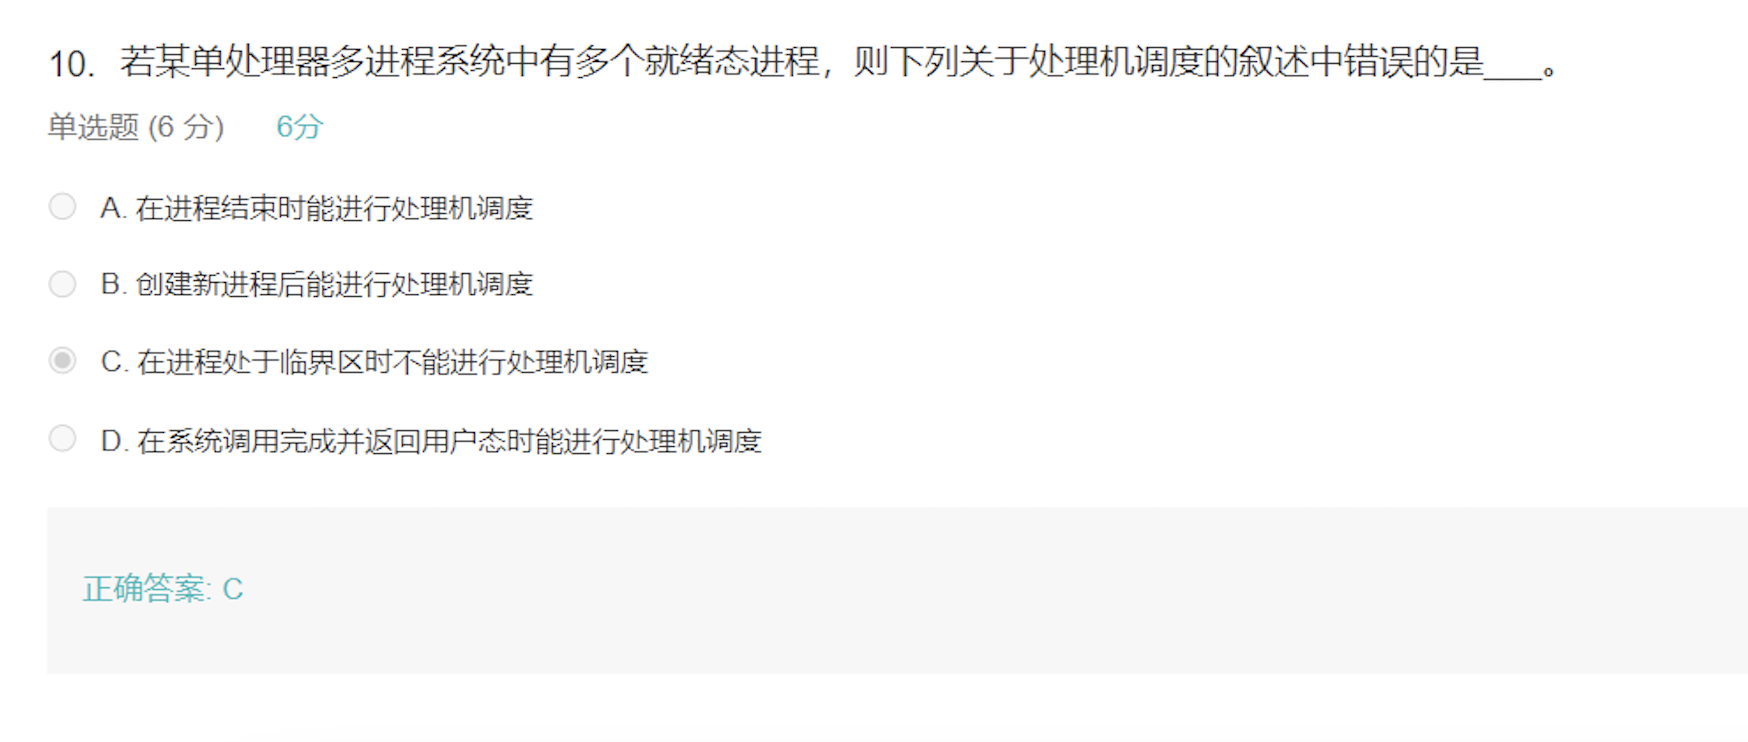 10. 若某单处理器多进程系统中有多个就绪态进程，则下列关于处理机调度的叙述中错误的是___。
单选题 (6 分) 6分
A. 在进程结束时能进行处理机调度
B. 创建新进程后能进行处理机调度
C. 在进程处于临界区时不能进行处理机调度
D. 在系统调用完成并返回用户态时能进行处理机调度
正确答案: C